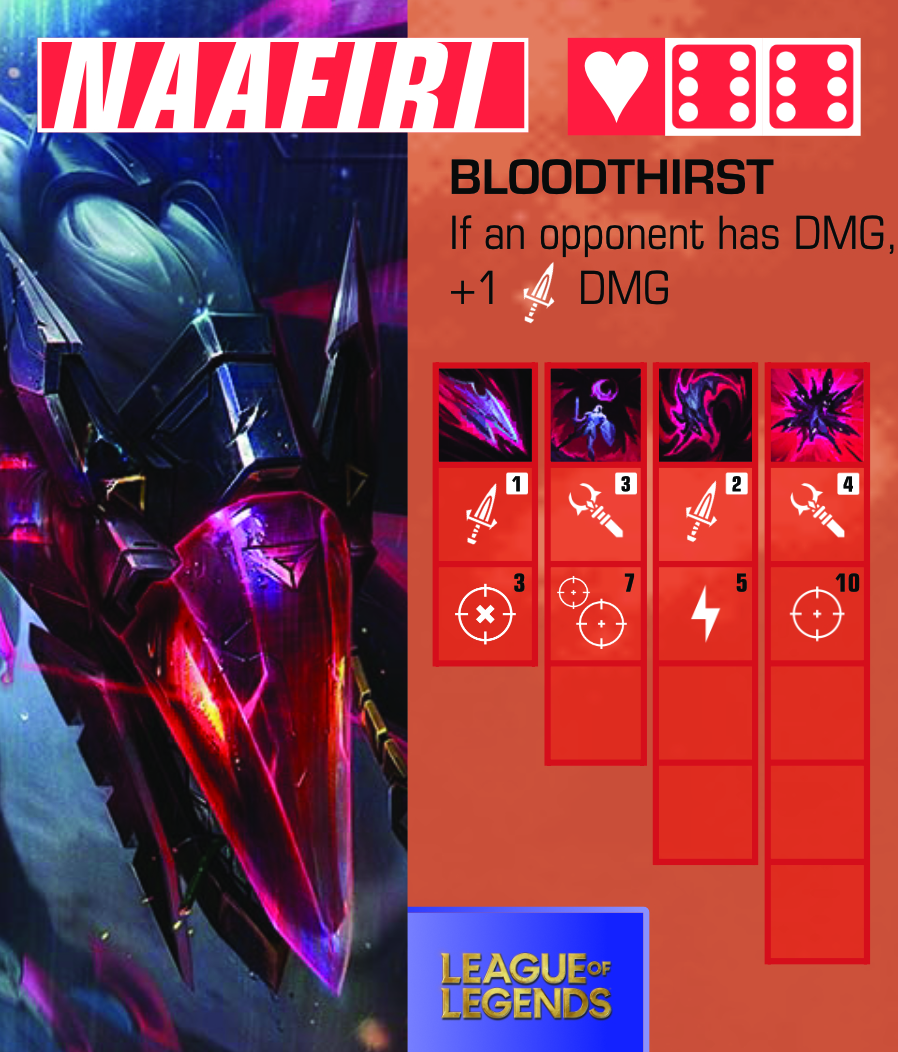 NAAFIRI
BLOODTHIRST
If an opponent has DMG,
+1 DMG
1 3 2 4
3 7 5 10
LEAGUE OF
LEGENDS